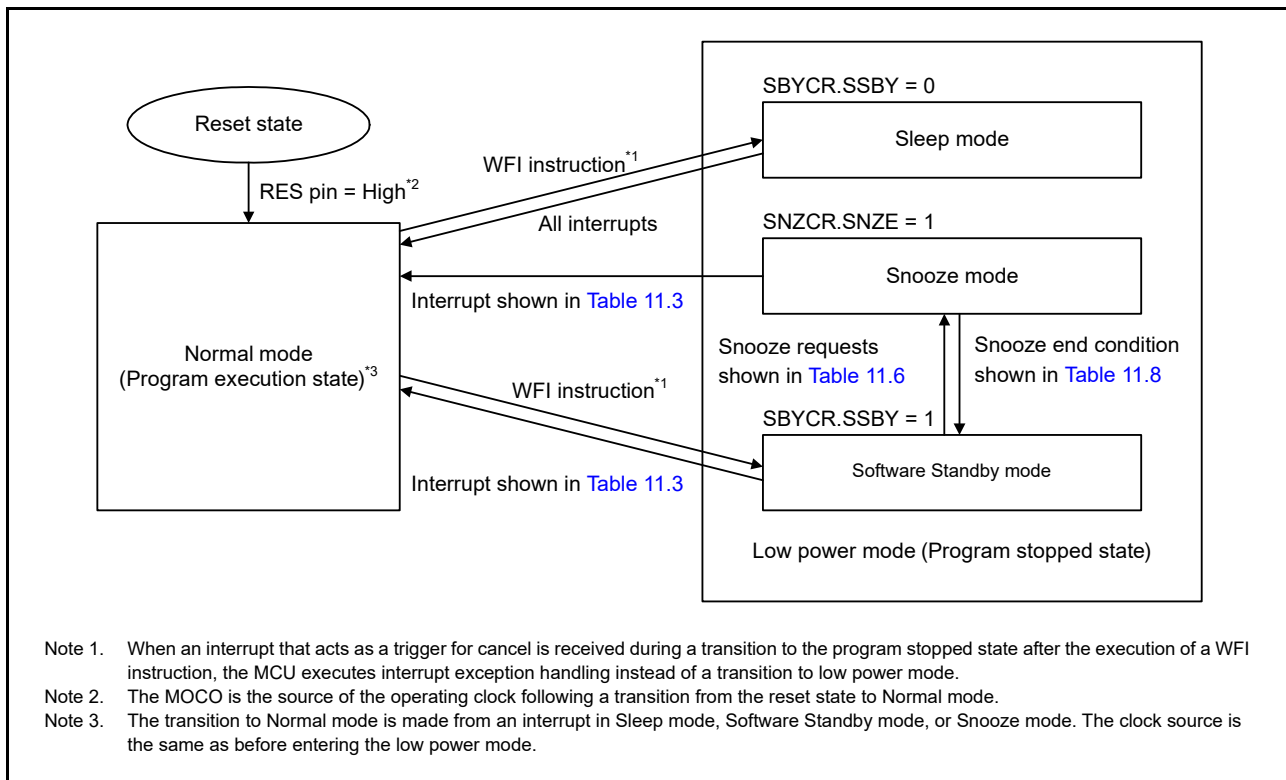 SBYCR.SSBY = 0
Reset state
Sleep mode
WFI instruction*1
RES pin = High*2
All interrupts
SNZCR.SNZE = 1
Snooze mode
Interrupt shown in Table 11.3
Normal mode
(Program execution state)*3
Snooze requests
shown in Table 11.6
Snooze end condition
shown in Table 11.8
WFI instruction*1
SBYCR.SSBY = 1
Software Standby mode
Interrupt shown in Table 11.3
Low power mode (Program stopped state)
Note 1. When an interrupt that acts as a trigger for cancel is received during a transition to the program stopped state after the execution of a WFI
instruction, the MCU executes interrupt exception handling instead of a transition to low power mode.
Note 2. The MOCO is the source of the operating clock following a transition from the reset state to Normal mode.
Note 3. The transition to Normal mode is made from an interrupt in Sleep mode, Software Standby mode, or Snooze mode. The clock source is
the same as before entering the low power mode.